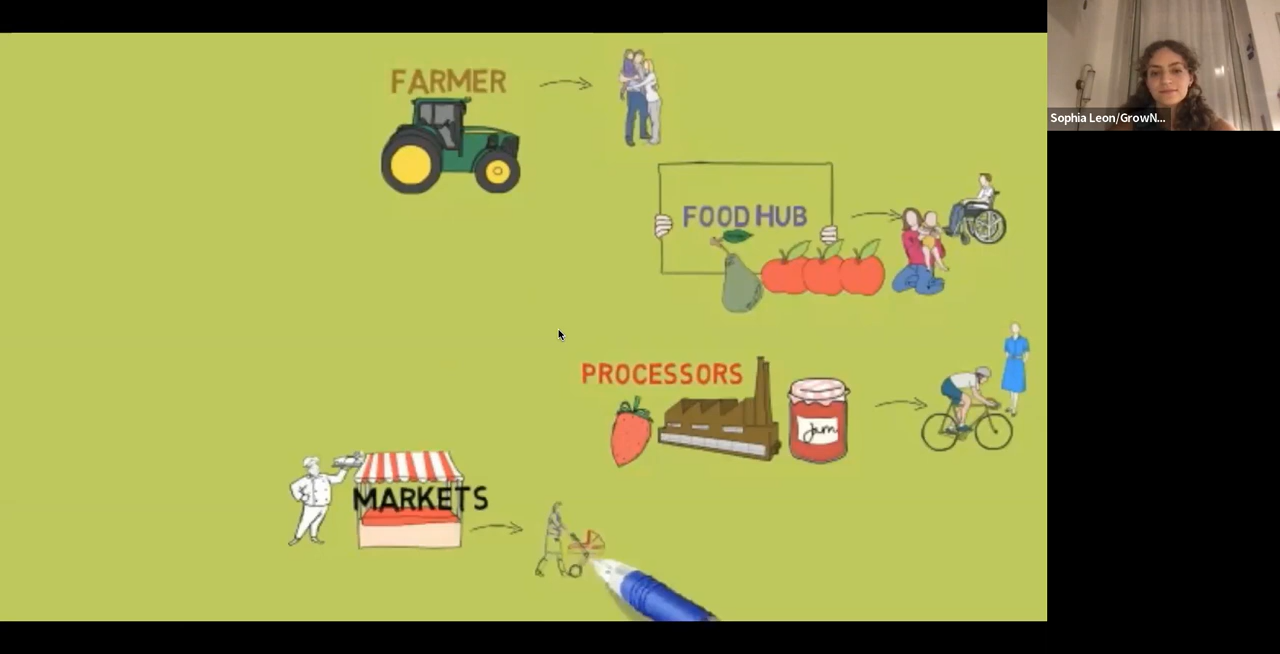 FARMER
Sophia Leon/GrowN...
FOOD HUB
PROCESSORS
Jam
MARKETS